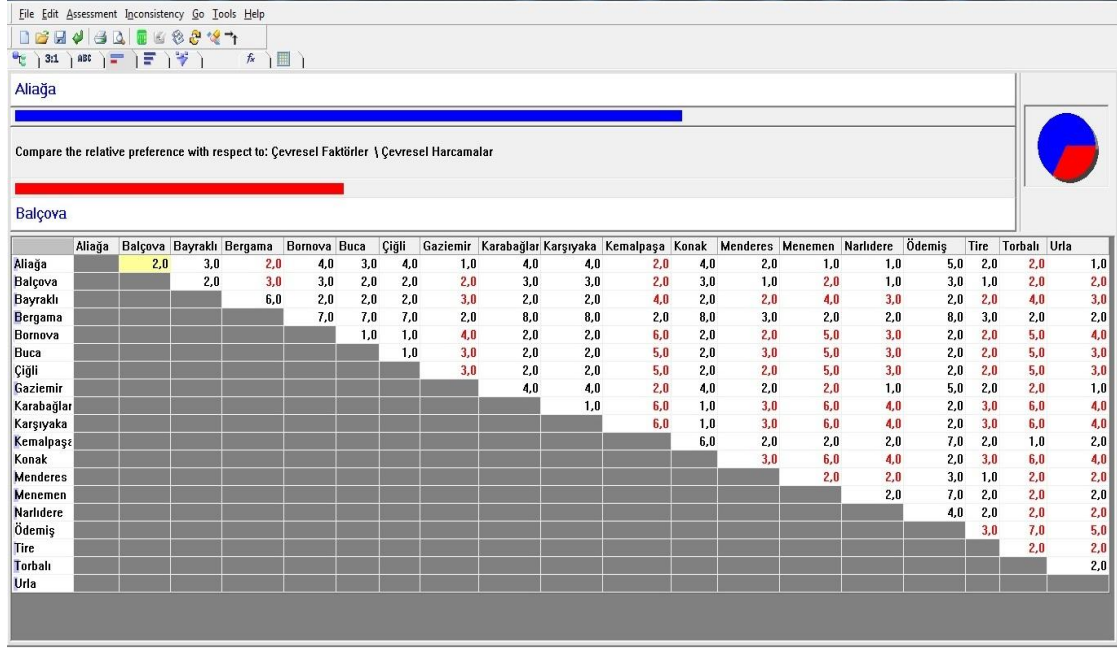 File Edit Assessment Inconsistency Go Tools Help
3:1 ABC fx
Aliağa
Compare the relative preference with respect to: Çevresel Faktörler \ Çevresel Harcamalar
Balçova
Aliağa Balçova Bayraklı Bergama Bornova Buca Çiğli Gaziemir Karabağlar Karşıyaka Kemalpaşa Konak Menderes Menemen Narlıdere Ödemiş Tire Torbalı Urla
Aliağa 2,0 3,0 2,0 4,0 3,0 4,0 1,0 4,0 4,0 2,0 4,0 2,0 1,0 1,0 5,0 2,0 2,0 1,0
Balçova 2,0 3,0 3,0 2,0 2,0 2,0 3,0 3,0 2,0 3,0 1,0 2,0 1,0 3,0 1,0 2,0 2,0
Bayraklı 6,0 2,0 2,0 2,0 3,0 2,0 2,0 4,0 2,0 2,0 4,0 3,0 2,0 2,0 4,0 3,0
Bergama 7,0 7,0 7,0 2,0 8,0 8,0 2,0 8,0 3,0 2,0 2,0 8,0 3,0 2,0 2,0
Bornova 1,0 1,0 4,0 2,0 2,0 6,0 2,0 2,0 5,0 3,0 2,0 2,0 5,0 4,0
Buca 1,0 3,0 2,0 2,0 5,0 2,0 3,0 5,0 3,0 2,0 2,0 5,0 3,0
Çiğli 3,0 2,0 2,0 5,0 2,0 2,0 5,0 3,0 2,0 2,0 5,0 3,0
Gaziemir 4,0 4,0 2,0 4,0 2,0 2,0 1,0 5,0 2,0 2,0 1,0
Karabağlar 1,0 6,0 1,0 3,0 6,0 4,0 2,0 3,0 6,0 4,0
Karşıyaka 6,0 1,0 3,0 6,0 4,0 2,0 3,0 6,0 4,0
Kemalpaşa 6,0 2,0 2,0 2,0 7,0 2,0 1,0 2,0
Konak 3,0 6,0 4,0 2,0 3,0 6,0 4,0
Menderes 2,0 2,0 3,0 1,0 2,0 2,0
Menemen 2,0 7,0 2,0 2,0 2,0
Narlıdere 4,0 2,0 2,0 2,0
Ödemiş 3,0 7,0 5,0
Tire 2,0 2,0
Torbalı 2,0
Urla